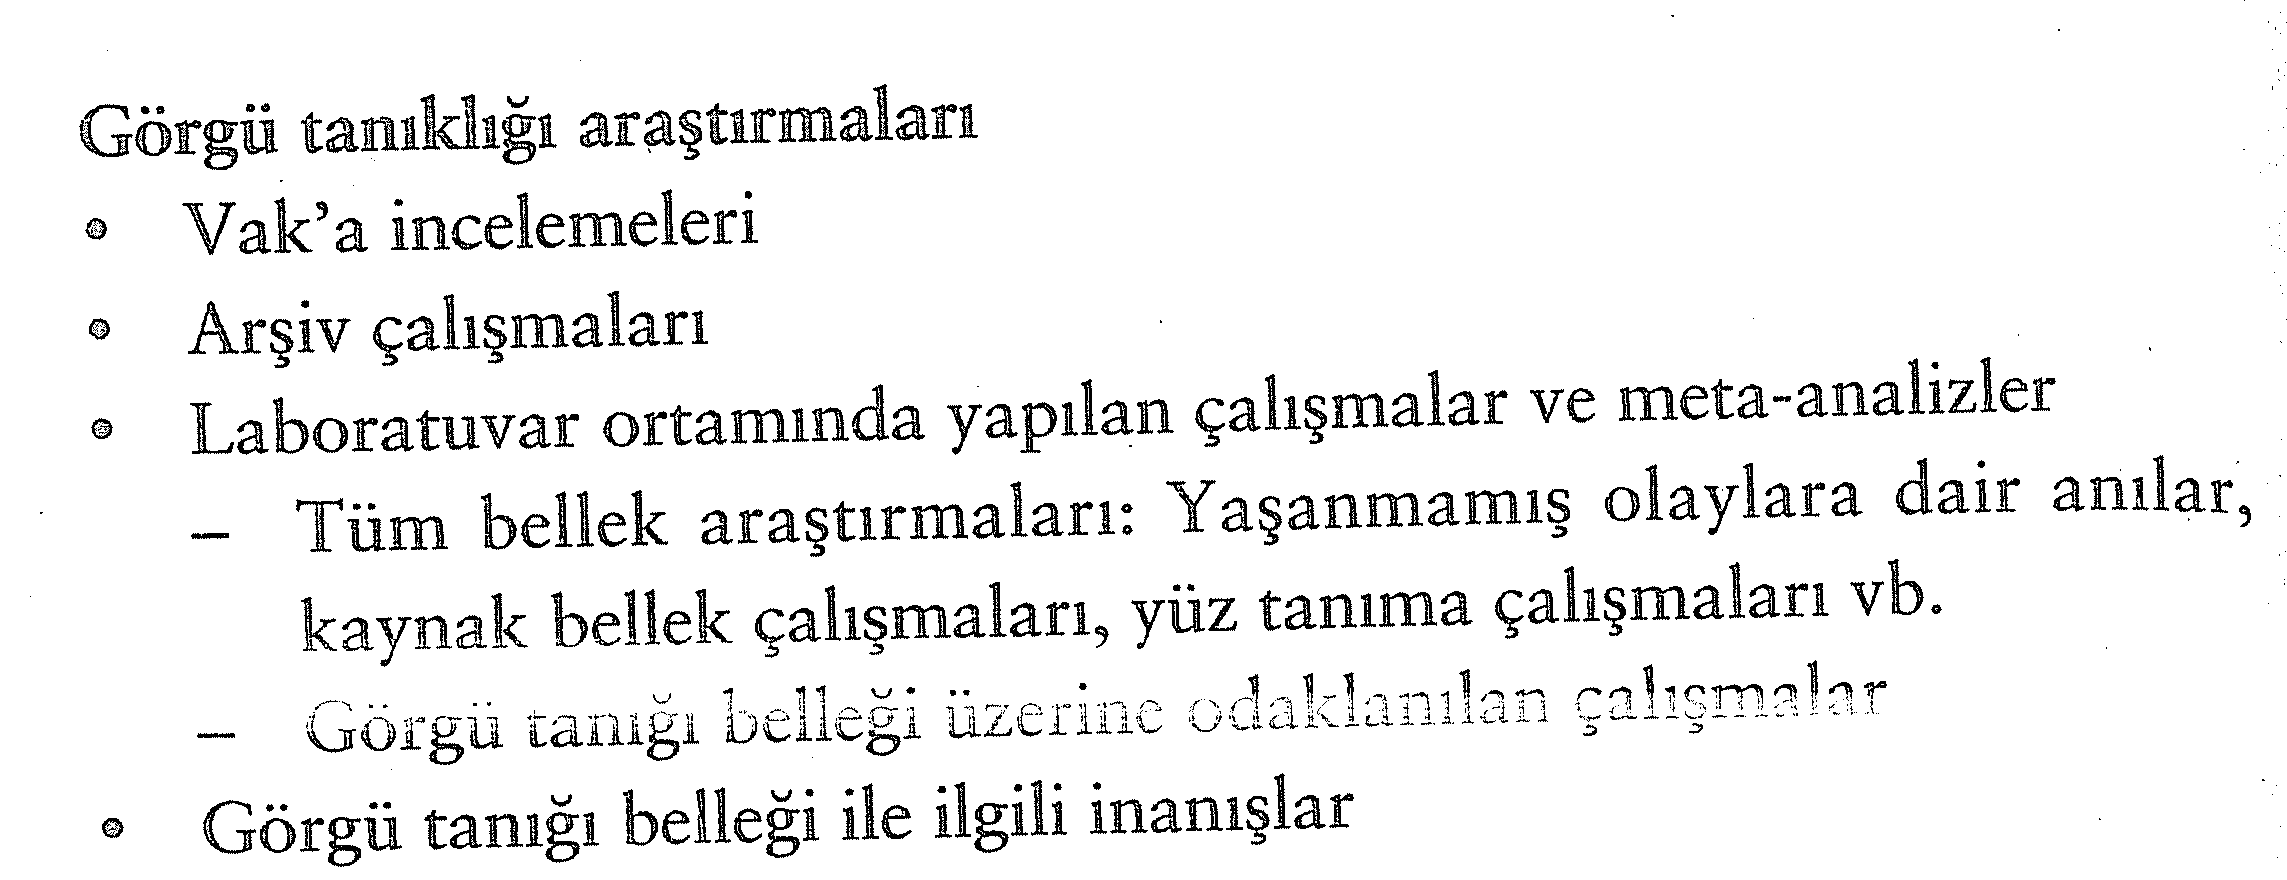 Görgü tanıklığı araştırmaları
• Vak’a incelemeleri
• Arşiv çalışmaları
• Laboratuvar ortamında yapılan çalışmalar ve meta-analizler
– Tüm bellek araştırmaları: Yaşanmamış olaylara dair anılar,
kaynak bellek çalışmaları, yüz tanıma çalışmaları vb.
– Görgü tanığı belleği üzerine odaklanılan çalışmalar
• Görgü tanığı belleği ile ilgili inanışlar